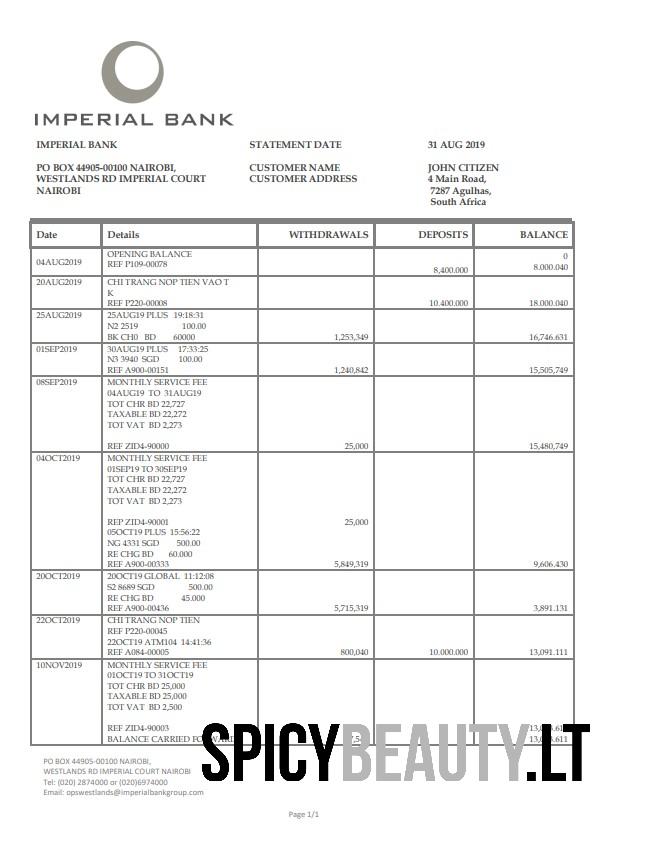 IMPERIAL BANK
IMPERIAL BANK STATEMENT DATE 31 AUG 2019
PO BOX 44905-00100 NAIROBI, CUSTOMER NAME JOHN CITIZEN
WESTLANDS RD IMPERIAL COURT CUSTOMER ADDRESS 4 Main Road,
NAIROBI 7287 Agulhas,
South Africa
Date Details WITHDRAWALS DEPOSITS BALANCE
04AUG2019 OPENING BALANCE 0
REF P109-00078 8,400.000 8.000.040
20AUG2019 CHI TRANG NOP TIEN VAO T
K
REF P220-00008 10.400.000 18.000.040
25AUG2019 25AUG19 PLUS 19:18:31
N2 2519 100.00
BK CH0 BD 60000 1,253,349 16,746.631
01SEP2019 30AUG19 PLUS 17:33:25
N3 3940 SGD 100.00
REF A900-00151 1,240,842 15,505,749
08SEP2019 MONTHLY SERVICE FEE
04AUG19 TO 31AUG19
TOT CHR BD 22,727
TAXABLE BD 22,272
TOT VAT BD 2,273
REF ZID4-90000 25,000 15,480,749
04OCT2019 MONTHLY SERVICE FEE
01SEP19 TO 30SEP19
TOT CHR BD 22,727
TAXABLE BD 22,272
TOT VAT BD 2,273
REP ZID4-90001 25,000
05OCT19 PLUS 15:56:22
NG 4331 SGD 500.00
RE CHG BD 60.000
REF A900-00333 5,849,319 9,606.430
20OCT2019 20OCT19 GLOBAL 11:12:08
S2 8689 SGD 500.00
RE CHG BD 45.000
REF A900-00436 5,715,319 3,891.131
22OCT2019 CHI TRANG NOP TIEN
REF P220-00045
22OCT19 ATM104 14:41:36
REF A084-00005 800,040 10.000.000 13,091.111
10NOV2019 MONTHLY SERVICE FEE
01OCT19 TO 31OCT19
TOT CHR BD 25,000
TAXABLE BD 25,000
TOT VAT BD 2,500
REF ZID4-90003
BALANCE CARRIED FORWARD
SPICYBEAUTY.LT
PO BOX 44905-00100 NAIROBI,
WESTLANDS RD IMPERIAL COURT NAIROBI
Tel: (020) 2874000 or (020)6974000
Email: opswestlands@imperialbankgroup.com
Page 1/1